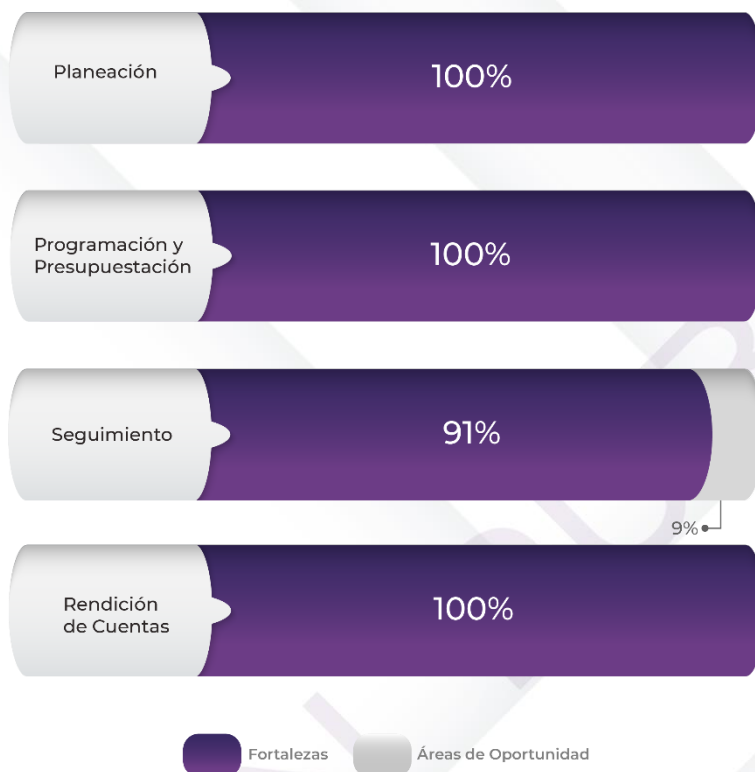 Planeación
100%
Programación y
Presupuestación
100%
Seguimiento
91%
9%
Rendición
de Cuentas
100%
Fortalezas
Áreas de Oportunidad